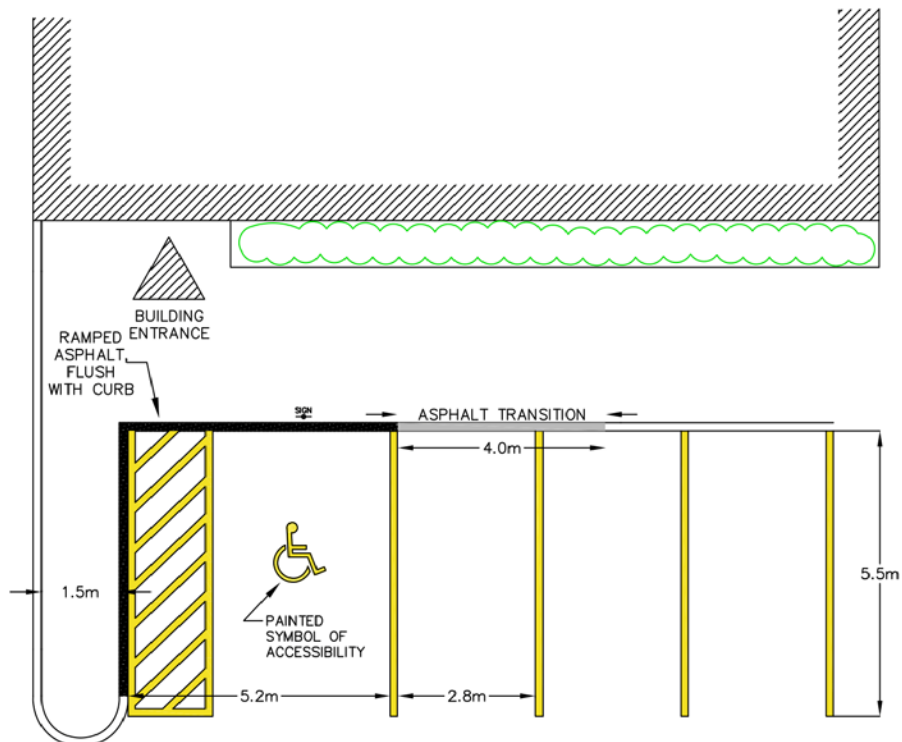 BUILDING
ENTRANCE
RAMPED
ASPHALT,
FLUSH
WITH CURB
SIGN
ASPHALT TRANSITION
4.0m
1.5m
5.5m
PAINTED
SYMBOL OF
ACCESSIBILITY
5.2m
2.8m